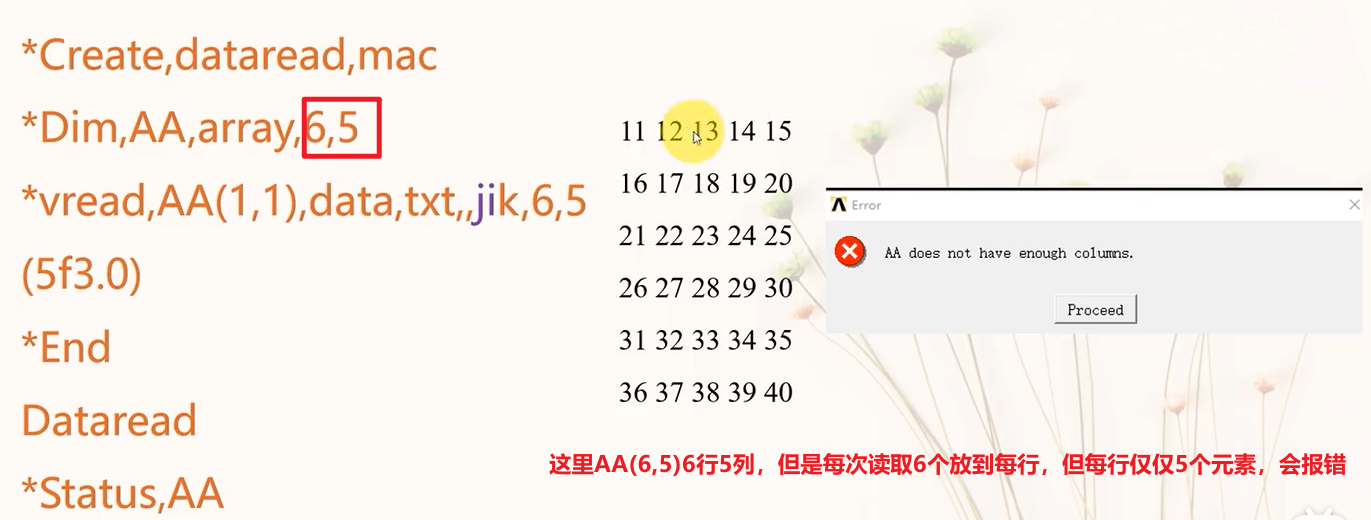 *Create,dataread,mac
*Dim,AA,array,6,5
*vread,AA(1,1),data,txt,,jik,6,5
(5f3.0)
*End
Dataread
*Status,AA
11 12 13 14 15
16 17 18 19 20
21 22 23 24 25
26 27 28 29 30
31 32 33 34 35
36 37 38 39 40
Error
AA does not have enough columns.
Proceed
这里AA(6,5)6行5列，但是每次读取6个放到每行，但每行仅仅5个元素，会报错